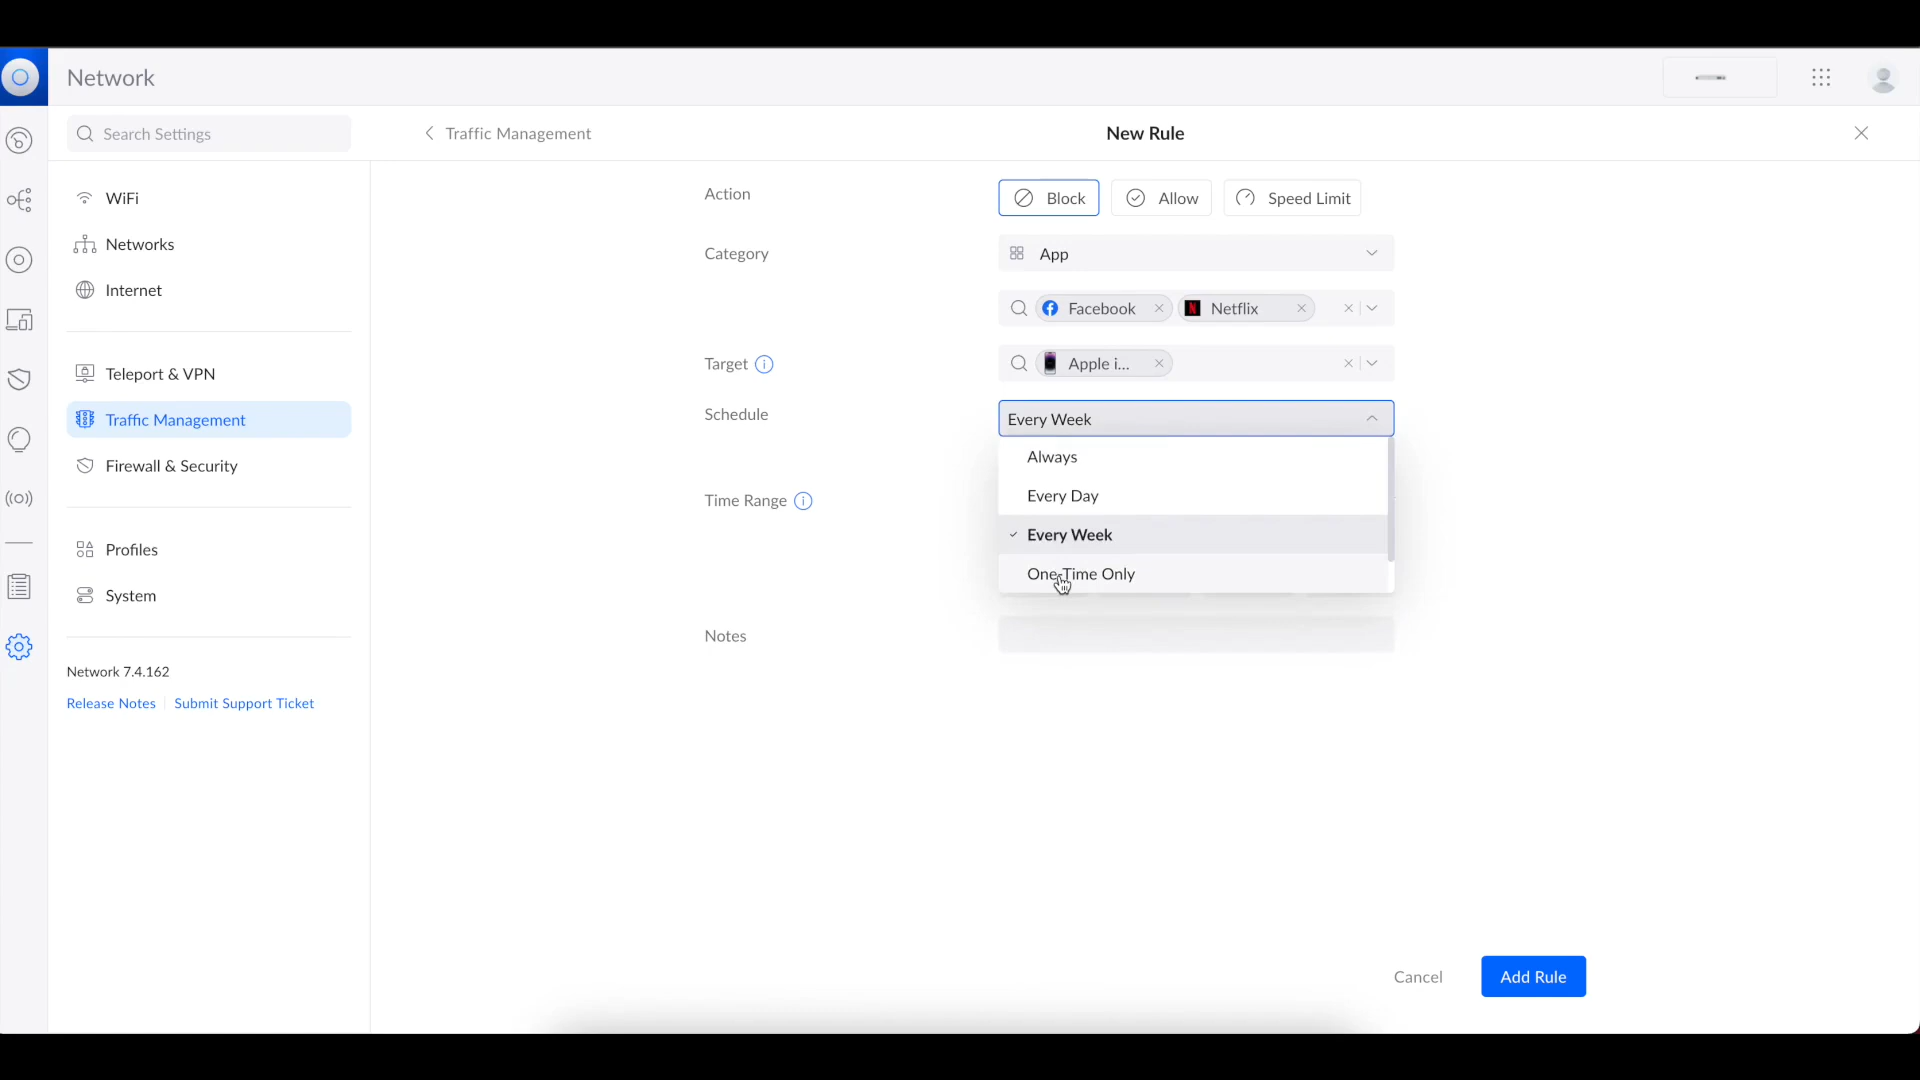 Network
Search Settings
Traffic Management
New Rule
WiFi
Networks
Internet
Teleport & VPN
Traffic Management
Firewall & Security
Profiles
System
Network 7.4.162
Release Notes Submit Support Ticket
Action
Block Allow Speed Limit
Category
App
Facebook Netflix
Target
Apple i...
Schedule
Every Week
Always
Every Day
Every Week
One-Time Only
Time Range
Notes
Cancel Add Rule